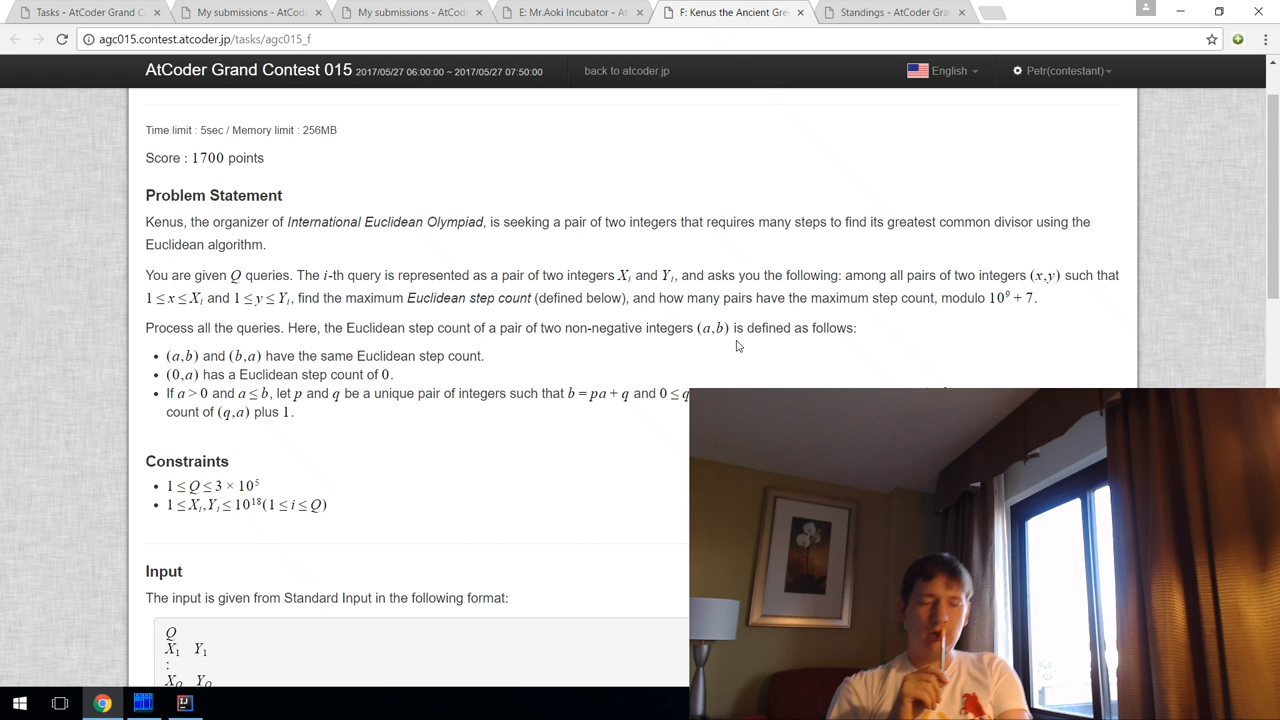 Tasks - AtCoder Grand C
My submissions - AtCod
My submissions - AtCod
E: Mr.Aoki Incubator - At
F: Kenus the Ancient Gre
Standings - AtCoder Gra
agc015.contest.atcoder.jp/tasks/agc015_f
AtCoder Grand Contest 015 2017/05/27 06:00:00 ~ 2017/05/27 07:50:00
back to atcoder.jp
English
Petr(contestant)
Time limit : 5sec / Memory limit : 256MB
Score : 1700 points
Problem Statement
Kenus, the organizer of International Euclidean Olympiad, is seeking a pair of two integers that requires many steps to find its greatest common divisor using the
Euclidean algorithm.
You are given Q queries. The i-th query is represented as a pair of two integers Xi and Yi, and asks you the following: among all pairs of two integers (x,y) such that
1 ≤ x ≤ Xi and 1 ≤ y ≤ Yi, find the maximum Euclidean step count (defined below), and how many pairs have the maximum step count, modulo 10^9 + 7.
Process all the queries. Here, the Euclidean step count of a pair of two non-negative integers (a,b) is defined as follows:
• (a,b) and (b,a) have the same Euclidean step count.
• (0,a) has a Euclidean step count of 0.
• If a > 0 and a ≤ b, let p and q be a unique pair of integers such that b = pa + q and 0 ≤ q
count of (q,a) plus 1.
Constraints
• 1 ≤ Q ≤ 3 × 10^5
• 1 ≤ Xi,Yi ≤ 10^18(1 ≤ i ≤ Q)
Input
The input is given from Standard Input in the following format:
Q
X1 Y1
:
XQ YQ